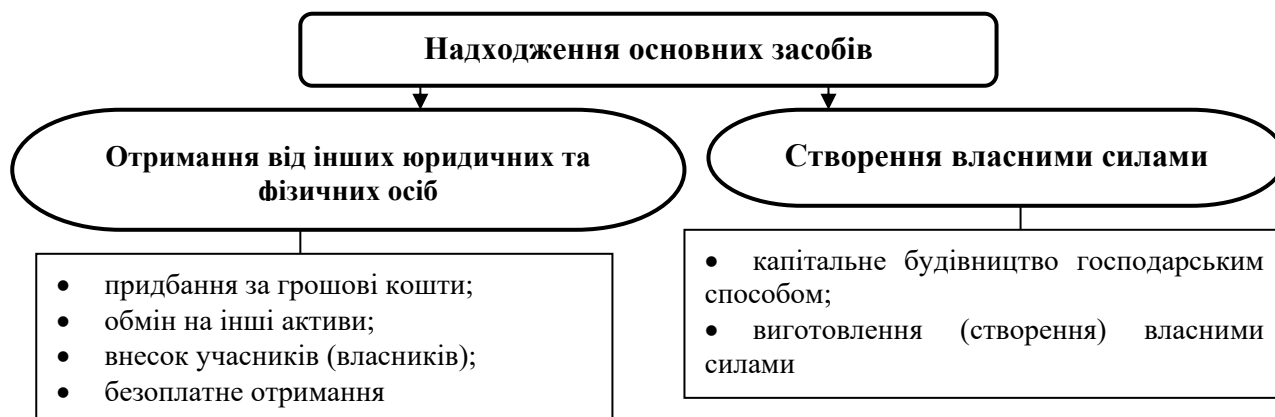 Надходження основних засобів
Отримання від інших юридичних та
фізичних осіб
Створення власними силами
• придбання за грошові кошти;
• обмін на інші активи;
• внесок учасників (власників);
• безоплатне отримання
• капітальне будівництво господарським
способом;
• виготовлення (створення) власними
силами